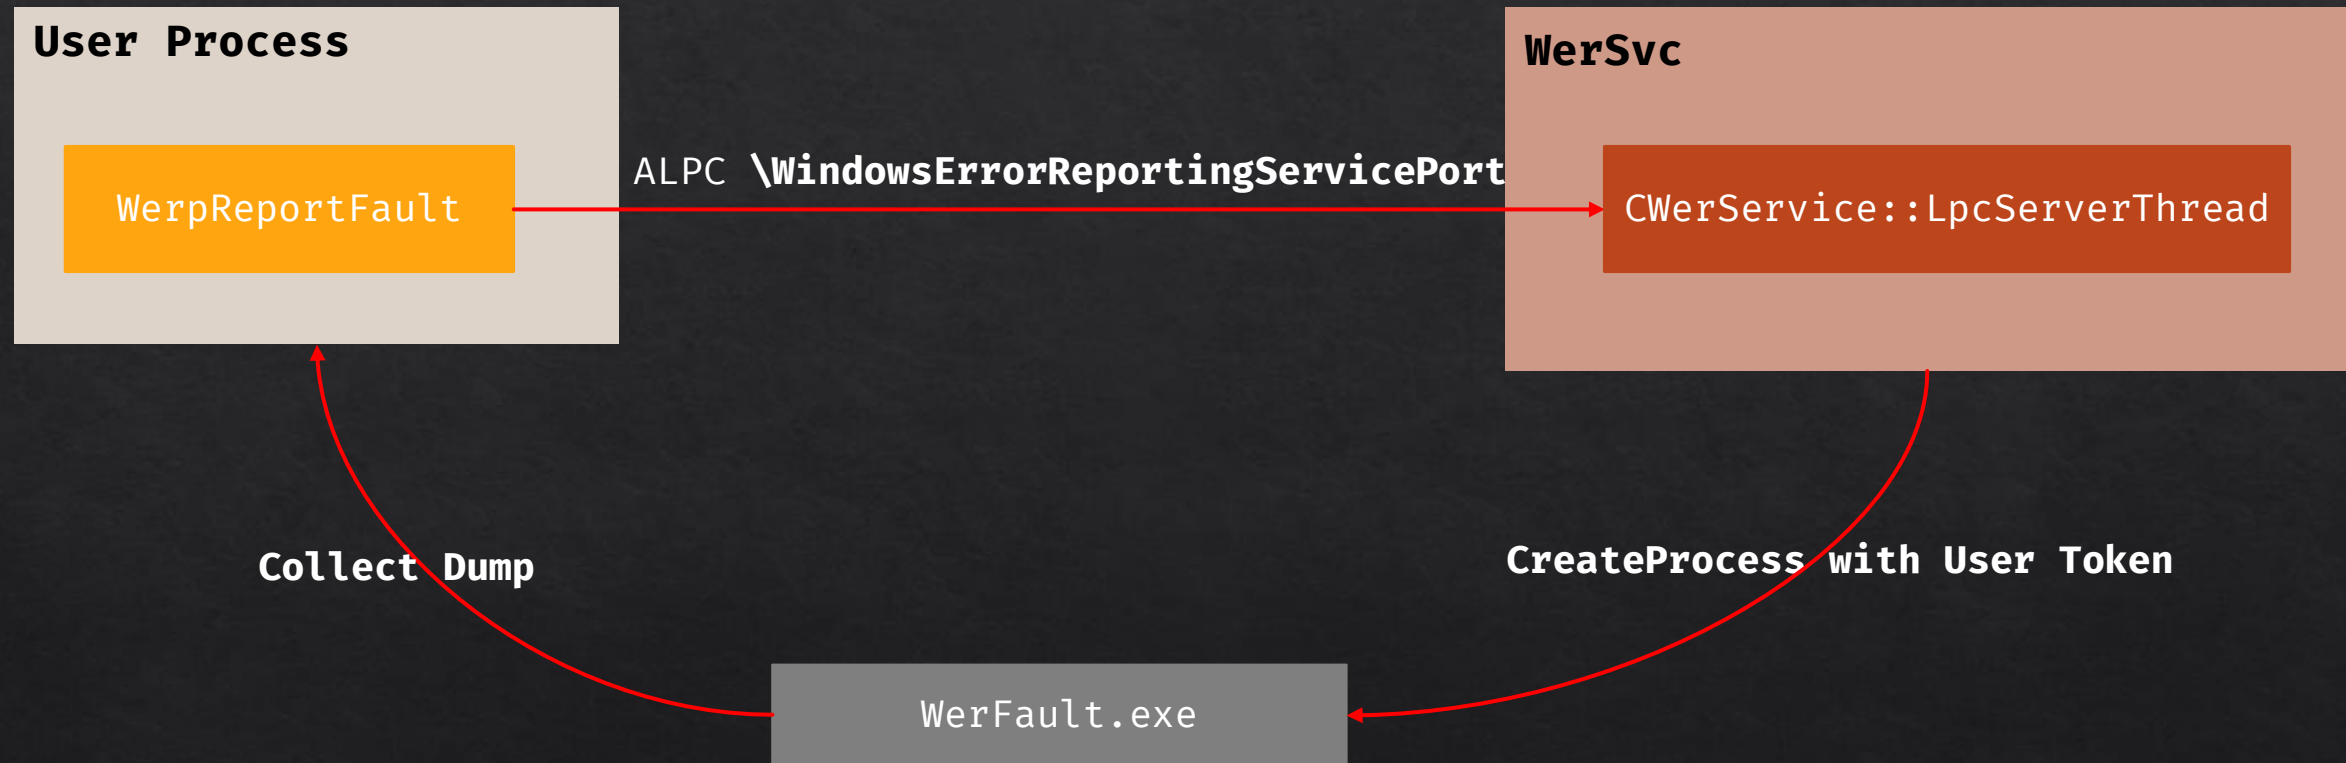 User Process
WerSvc
ALPC \WindowsErrorReportingServicePort
WerpReportFault
CWerService::LpcServerThread
Collect Dump
CreateProcess with User Token
WerFault.exe